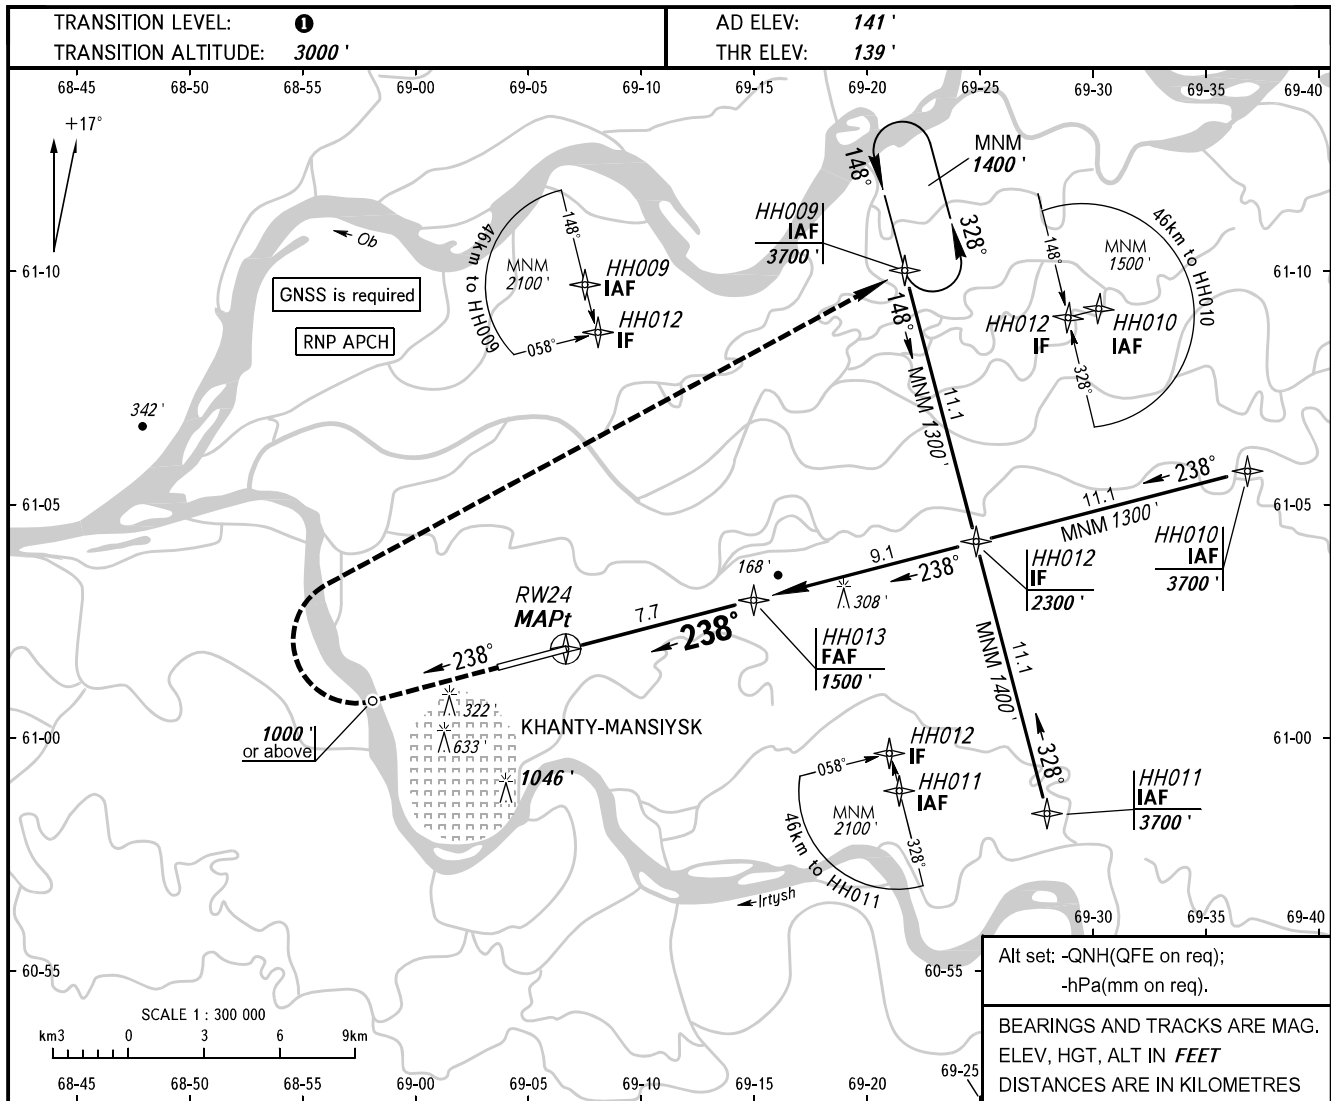 TRANSITION LEVEL: ❶
TRANSITION ALTITUDE: 3000 '
AD ELEV: 141 '
THR ELEV: 139 '
68-45 68-50 68-55 69-00 69-05 69-10 69-15 69-20 69-25 69-30 69-35 69-40
+17°
Ob
GNSS is required
RNP APCH
342 '
61-10
61-05
61-00
60-55
46km to HH009
148°
MNM
2100 '
HH009
IAF
HH012
IF
058°
148°
MNM
1400 '
328°
HH009
IAF
3700 '
148°
MNM 1300'
11.1
46km to HH010
148°
MNM
1500 '
HH012
IF
HH010
IAF
328°
61-10
238°
11.1
MNM 1300'
61-05
HH010
IAF
3700 '
HH012
IF
2300 '
9.1
238°
168 '
308 '
RW24
MAPt
7.7
238°
HH013
FAF
1500 '
238°
1000 '
or above
322 '
633 '
1046 '
KHANTY-MANSIYSK
11.1
MNM 1400'
328°
HH011
IAF
3700 '
61-00
HH012
IF
058°
HH011
IAF
MNM
2100 '
328°
46km to HH011
Irtysh
69-30 69-35 69-40
60-55
Alt set: -QNH(QFE on req);
-hPa(mm on req).
BEARINGS AND TRACKS ARE MAG.
ELEV, HGT, ALT IN FEET
DISTANCES ARE IN KILOMETRES
SCALE 1 : 300 000
km3 0 3 6 9km
68-45 68-50 68-55 69-00 69-05 69-10 69-15 69-20 69-25